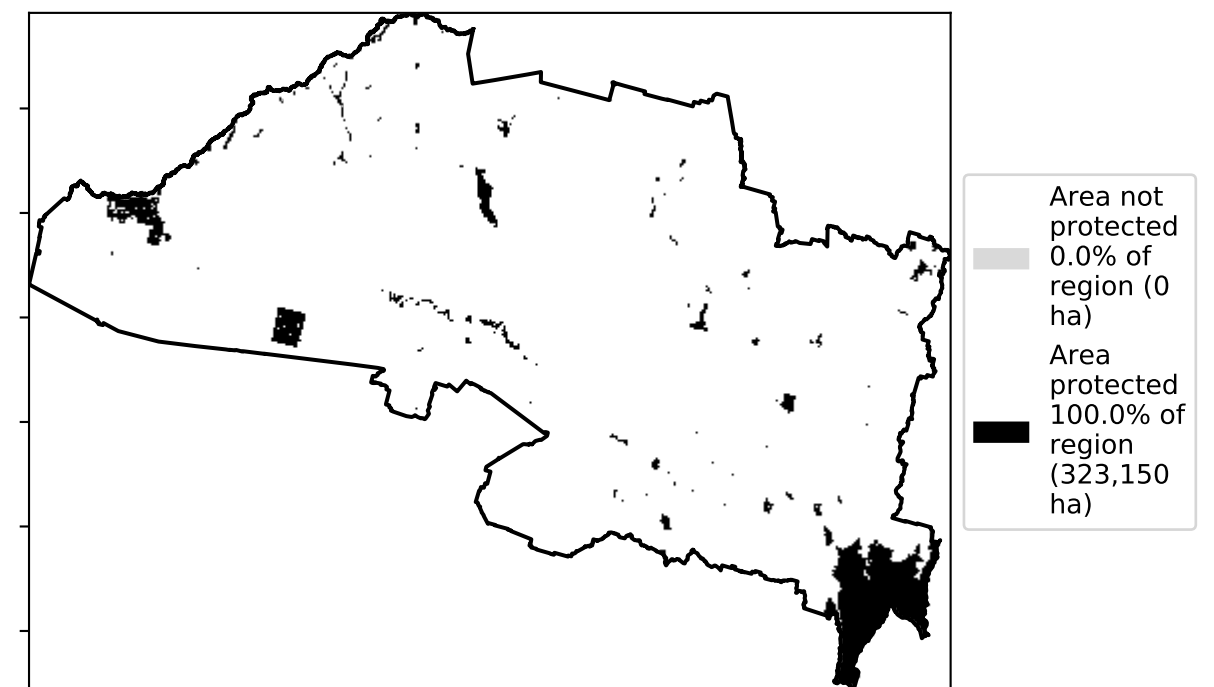 Area not
protected
0.0% of
region (0
ha)
Area
protected
100.0% of
region
(323,150
ha)